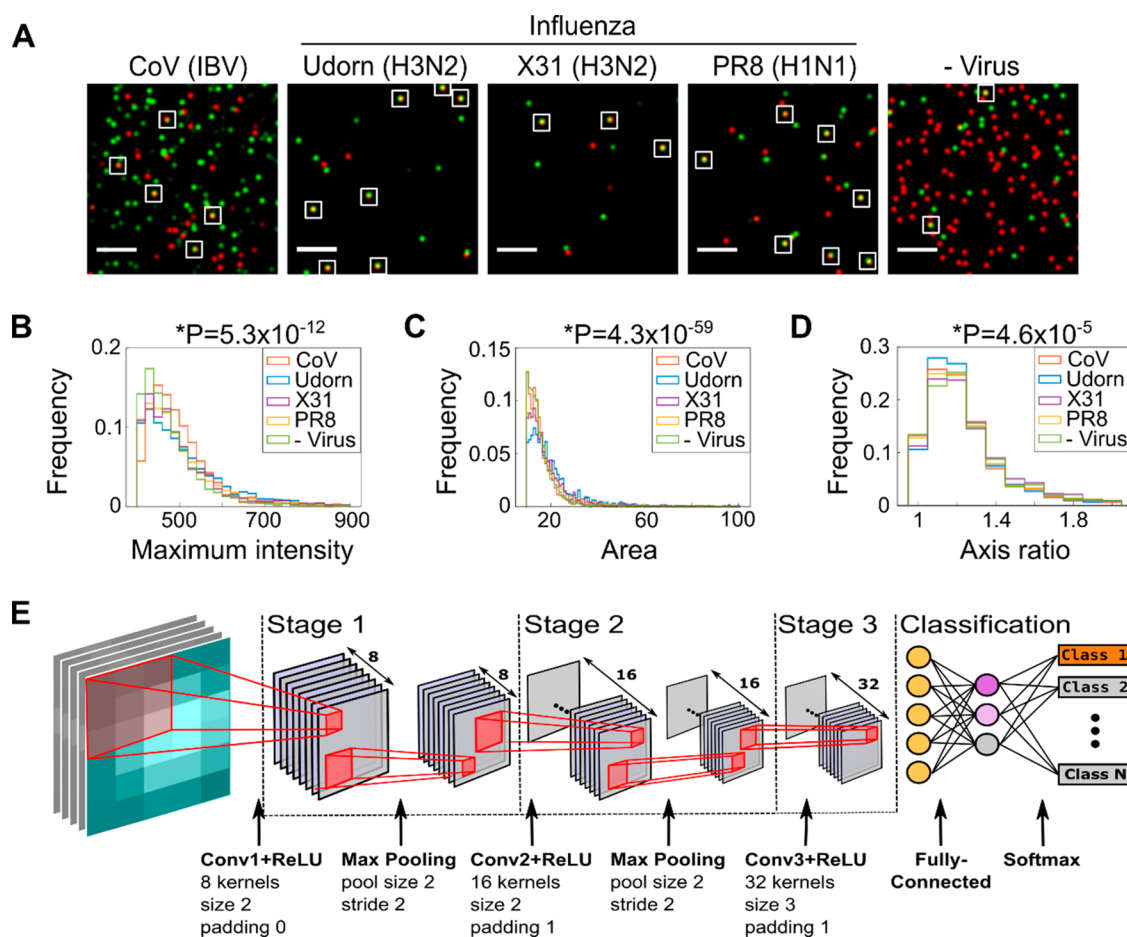 A
Influenza
CoV (IBV) Udorn (H3N2) X31 (H3N2) PR8 (H1N1) - Virus
B
*P=5.3x10-12
Frequency
0.2
0.1
0
500 700 900
Maximum intensity
CoV
Udorn
X31
PR8
- Virus
C
*P=4.3x10-59
Frequency
0.15
0.1
0.05
0
20 60 100
Area
CoV
Udorn
X31
PR8
- Virus
D
*P=4.6x10-5
Frequency
0.3
0.2
0.1
0
1 1.4 1.8
Axis ratio
CoV
Udorn
X31
PR8
- Virus
E
Stage 1 Stage 2 Stage 3 Classification
8 8 16 16 32
Class 1
Class 2
Class N
Conv1+ReLU
8 kernels
size 2
padding 0
Max Pooling
pool size 2
stride 2
Conv2+ReLU
16 kernels
size 2
padding 1
Max Pooling
pool size 2
stride 2
Conv3+ReLU
32 kernels
size 3
padding 1
Fully-
Connected
Softmax